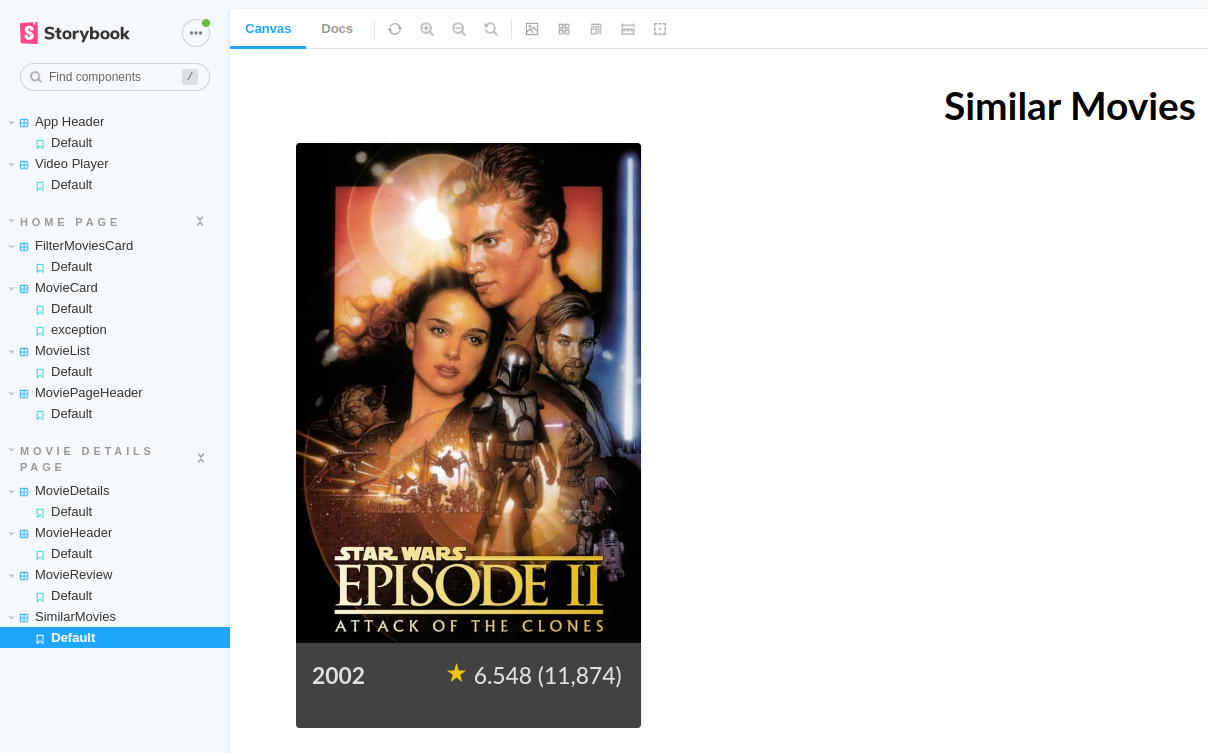 Storybook
Find components
/
App Header
Default
Video Player
Default
HOME PAGE
FilterMoviesCard
Default
MovieCard
Default
exception
MovieList
Default
MoviePageHeader
Default
MOVIE DETAILS
PAGE
MovieDetails
Default
MovieHeader
Default
MovieReview
Default
SimilarMovies
Default
Canvas
Docs
Similar Movies
STAR WARS
EPISODE II
ATTACK OF THE CLONES
2002
★ 6.548 (11,874)